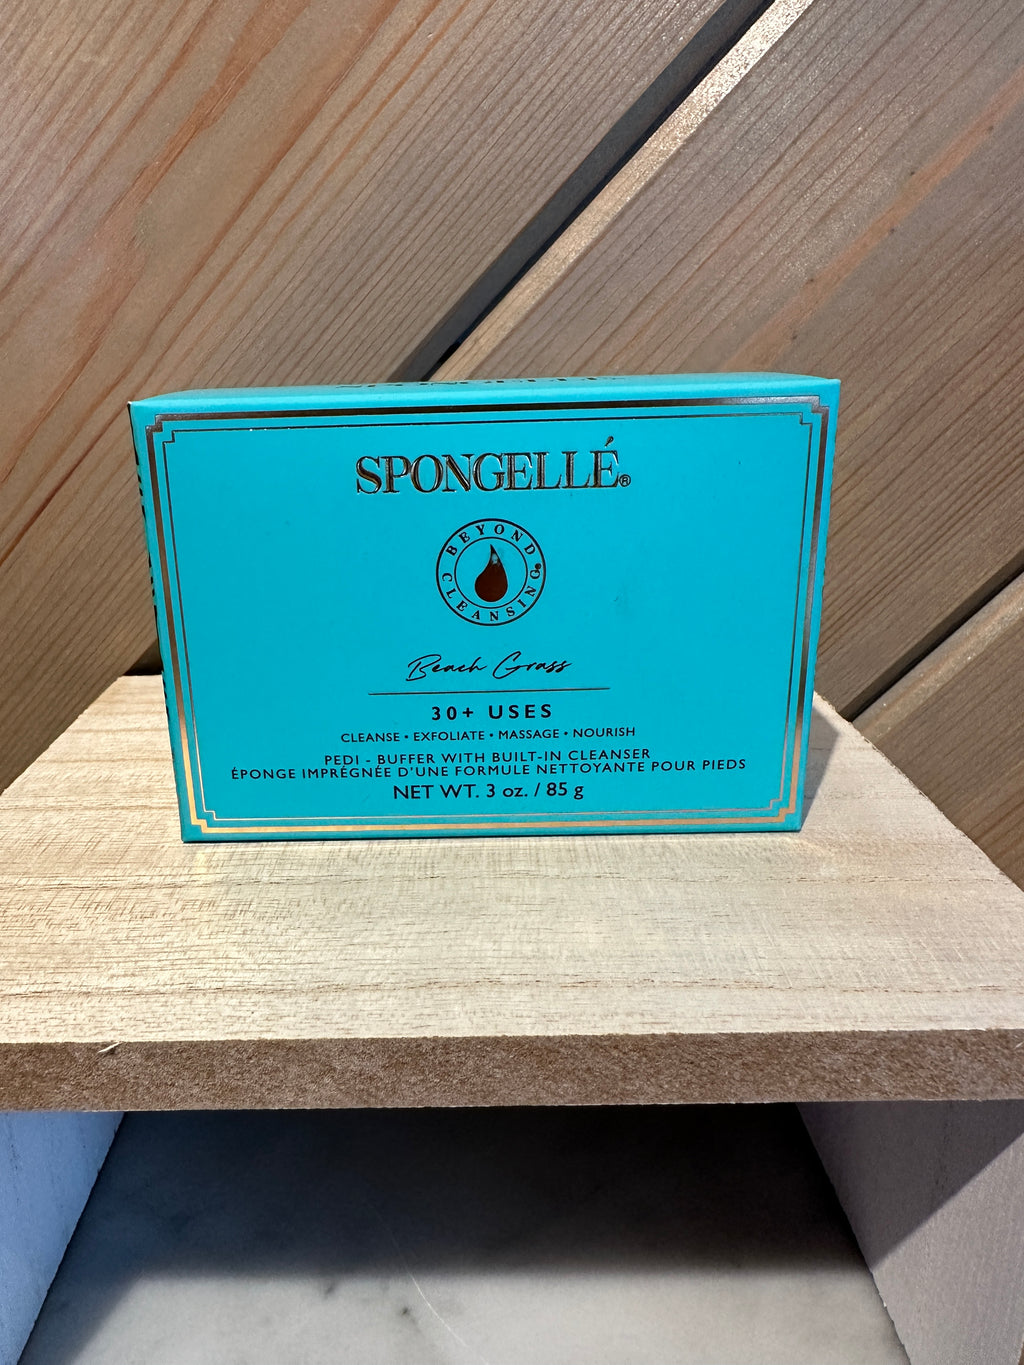 SPONGELLÉ®
BEYOND
CLEANSING®
Beach Grass
30+ USES
CLEANSE • EXFOLIATE • MASSAGE • NOURISH
PEDI - BUFFER WITH BUILT-IN CLEANSER
ÉPONGE IMPRÉGNÉE D'UNE FORMULE NETTOYANTE POUR PIEDS
NET WT. 3 oz. / 85 g